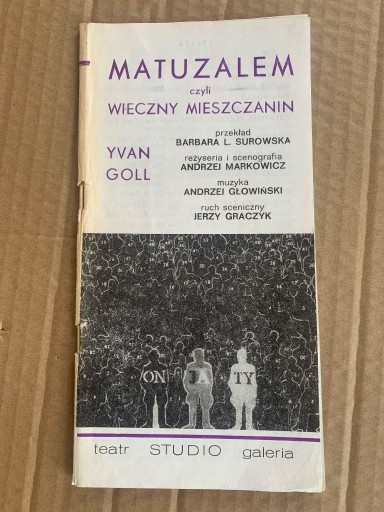 MATUZALEM
czyli
WIECZNY MIESZCZANIN
YVAN
GOLL
przekład
BARBARA L. SUROWSKA
reżyseria i scenografia
ANDRZEJ MARKOWICZ
muzyka
ANDRZEJ GŁOWIŃSKI
ruch sceniczny
JERZY GRACZYK
ON JA TY
teatr STUDIO galeria